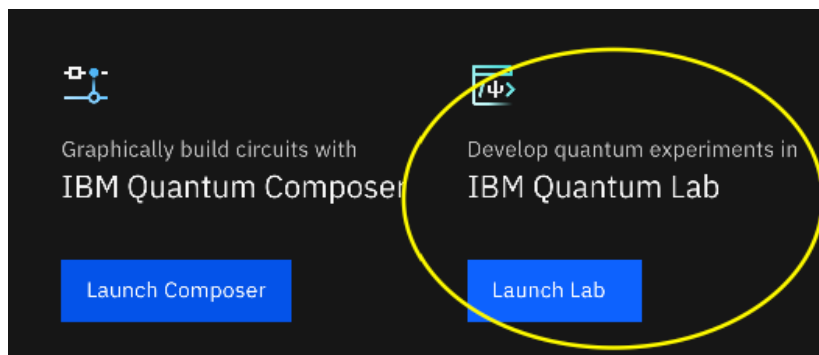 Graphically build circuits with
IBM Quantum Composer
Launch Composer
/ψ>
Develop quantum experiments in
IBM Quantum Lab
Launch Lab